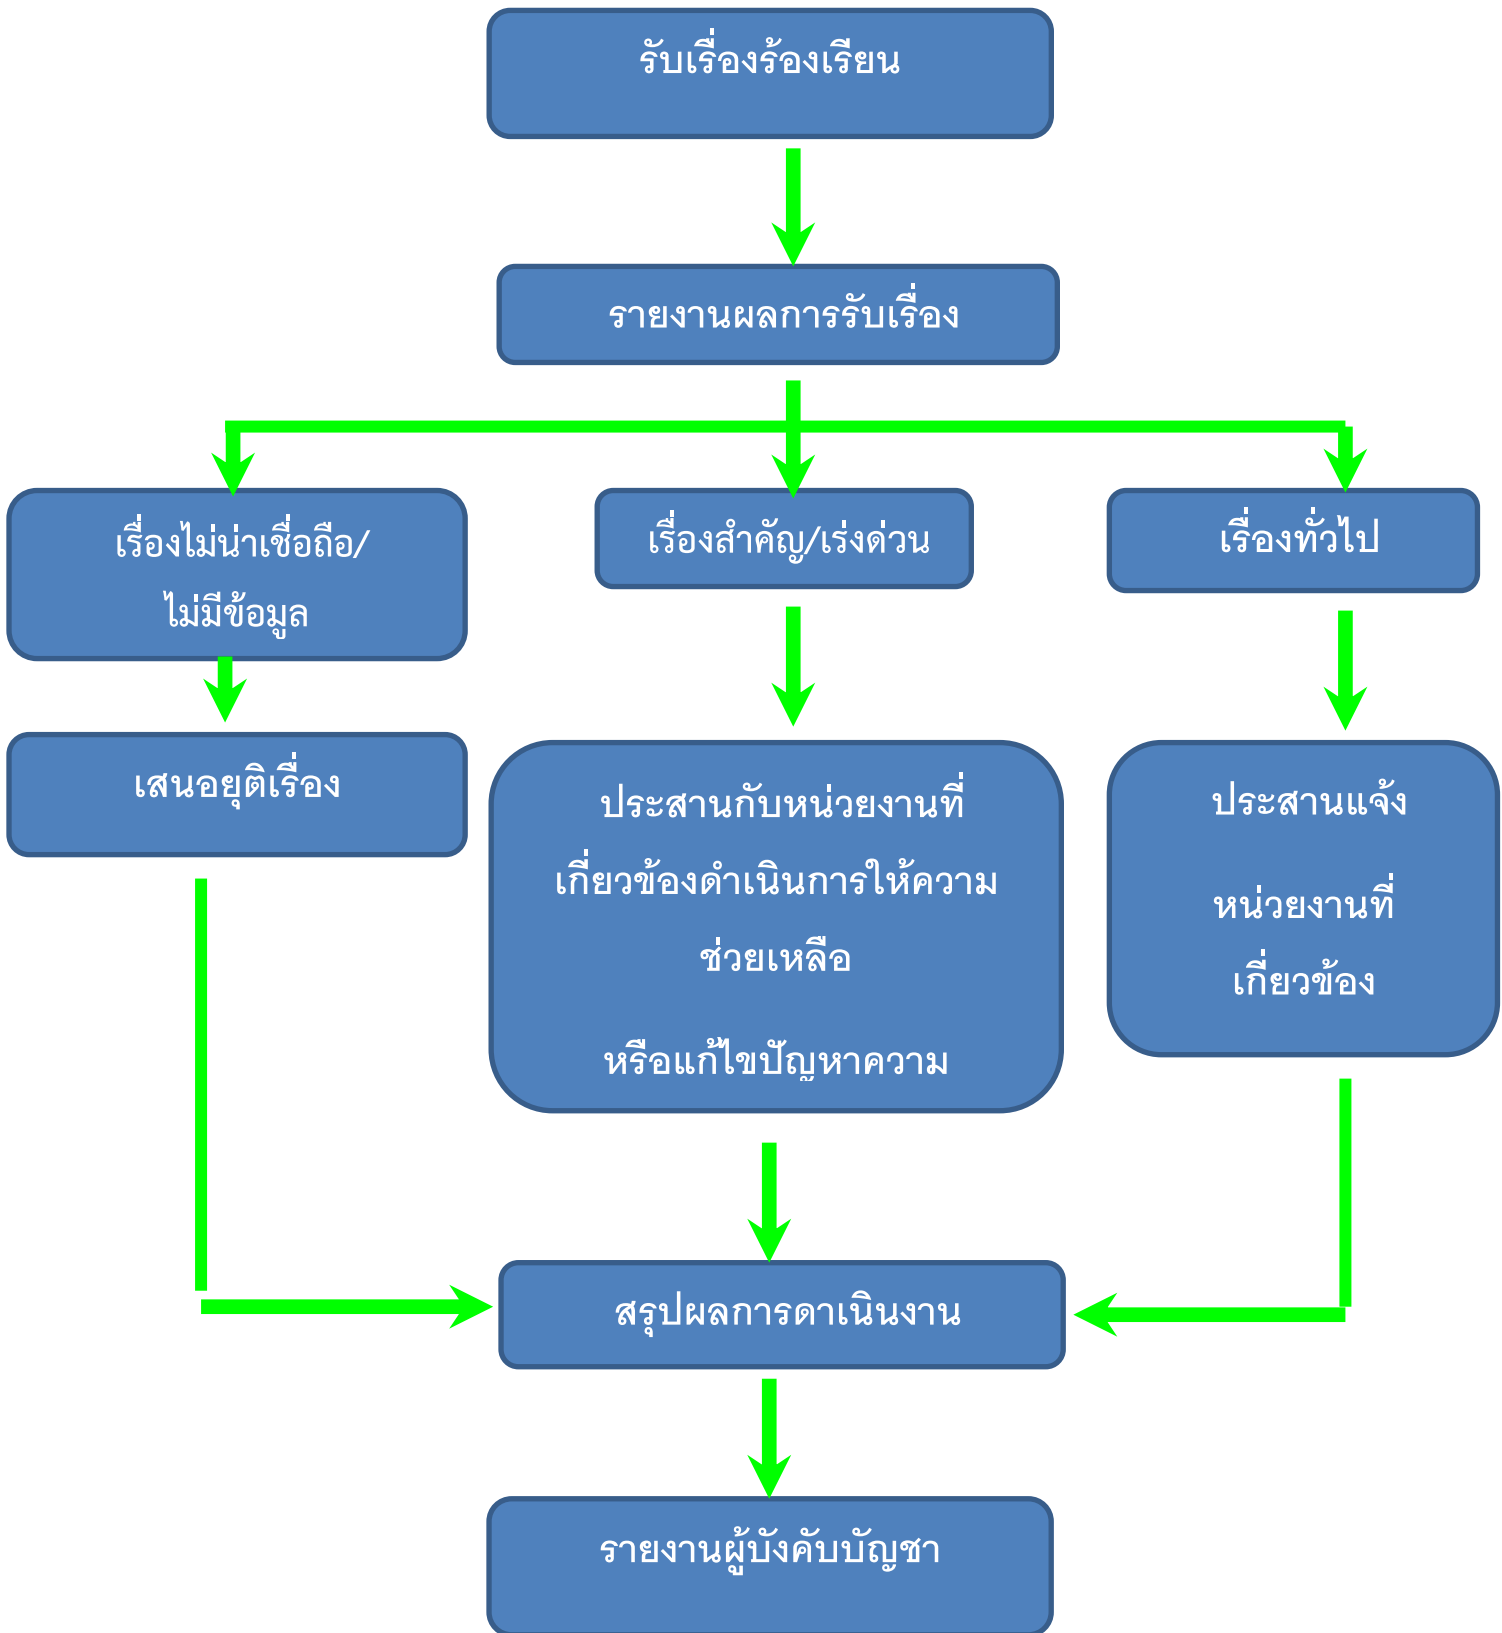 รับเรื่องร้องเรียน
รายงานผลการรับเรื่อง
เรื่องไม่น่าเชื่อถือ/
ไม่มีข้อมูล
เรื่องสำคัญ/เร่งด่วน
เรื่องทั่วไป
เสนอยุติเรื่อง
ประสานกับหน่วยงานที่
เกี่ยวข้องดำเนินการให้ความ
ช่วยเหลือ
หรือแก้ไขปัญหาความ
ประสานแจ้ง
หน่วยงานที่
เกี่ยวข้อง
สรุปผลการดาเนินงาน
รายงานผู้บังคับบัญชา